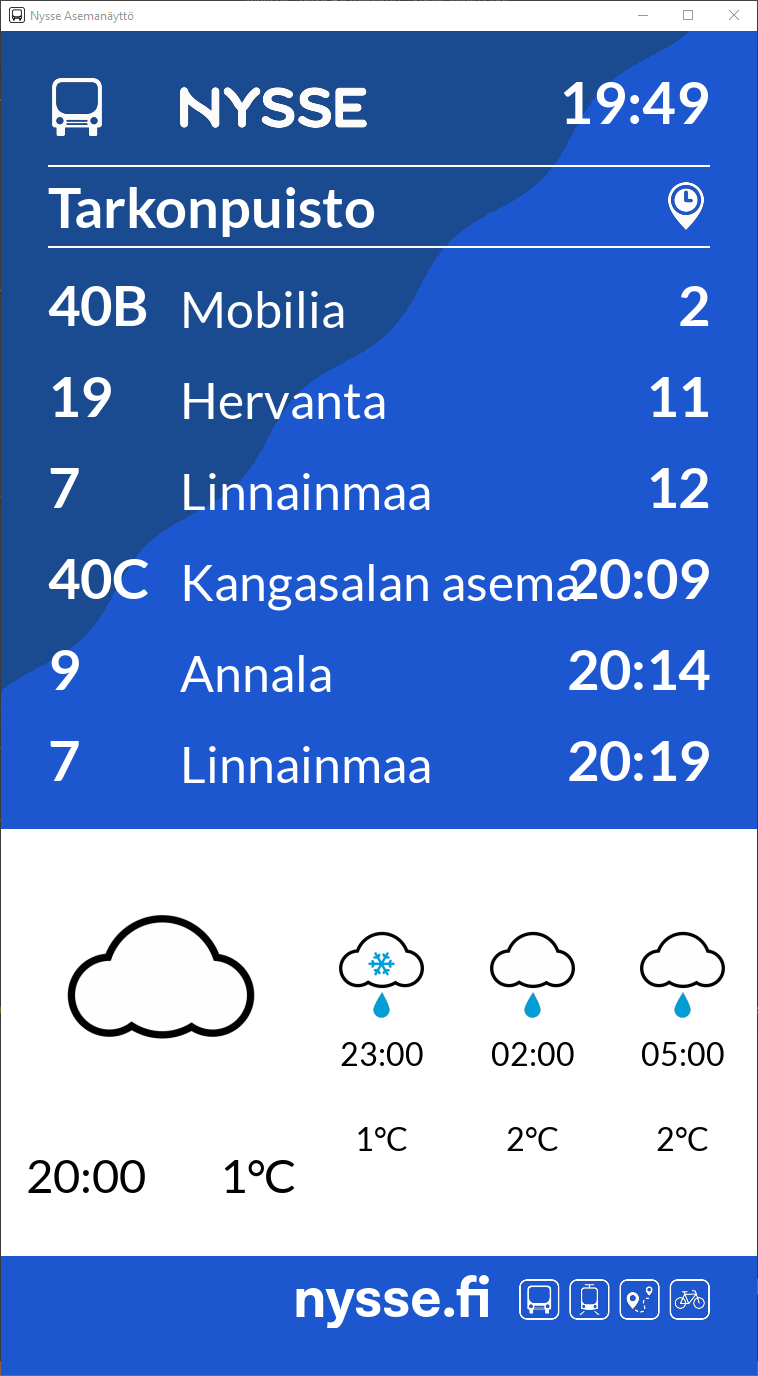 Nysse Asemanäyttö
NYSSE 19:49
Tarkonpuisto
40B Mobilia 2
19 Hervanta 11
7 Linnainmaa 12
40C Kangasalan asema 20:09
9 Annala 20:14
7 Linnainmaa 20:19
23:00 02:00 05:00
1°C 2°C 2°C
20:00 1°C
nysse.fi